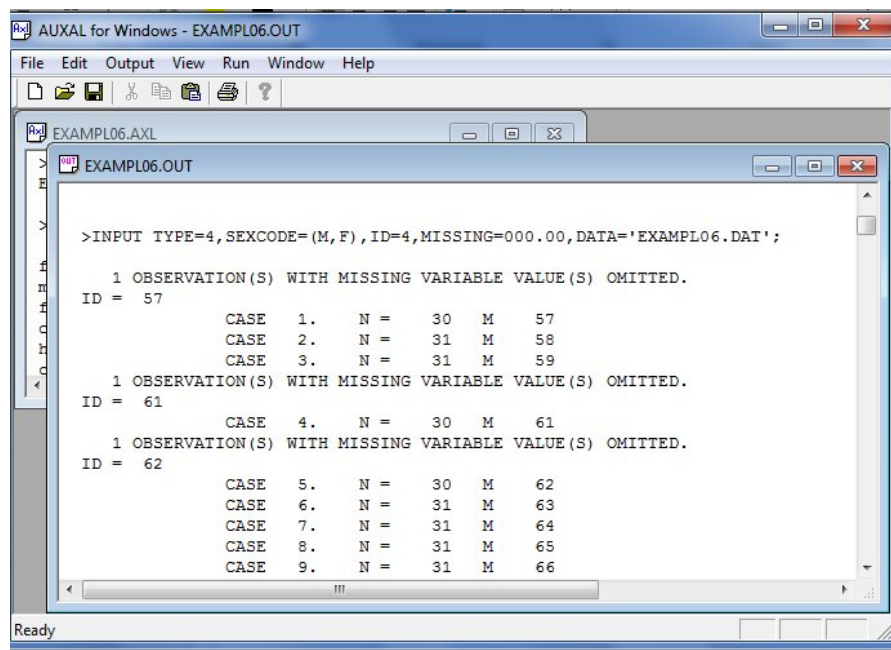 AUXAL for Windows - EXAMPL06.OUT
File Edit Output View Run Window Help
EXAMPL06.AXL
EXAMPL06.OUT
>INPUT TYPE=4,SEXCODE=(M,F),ID=4,MISSING=000.00,DATA='EXAMPL06.DAT';
1 OBSERVATION(S) WITH MISSING VARIABLE VALUE(S) OMITTED.
ID = 57
CASE 1. N = 30 M 57
CASE 2. N = 31 M 58
CASE 3. N = 31 M 59
1 OBSERVATION(S) WITH MISSING VARIABLE VALUE(S) OMITTED.
ID = 61
CASE 4. N = 30 M 61
1 OBSERVATION(S) WITH MISSING VARIABLE VALUE(S) OMITTED.
ID = 62
CASE 5. N = 30 M 62
CASE 6. N = 31 M 63
CASE 7. N = 31 M 64
CASE 8. N = 31 M 65
CASE 9. N = 31 M 66
Ready